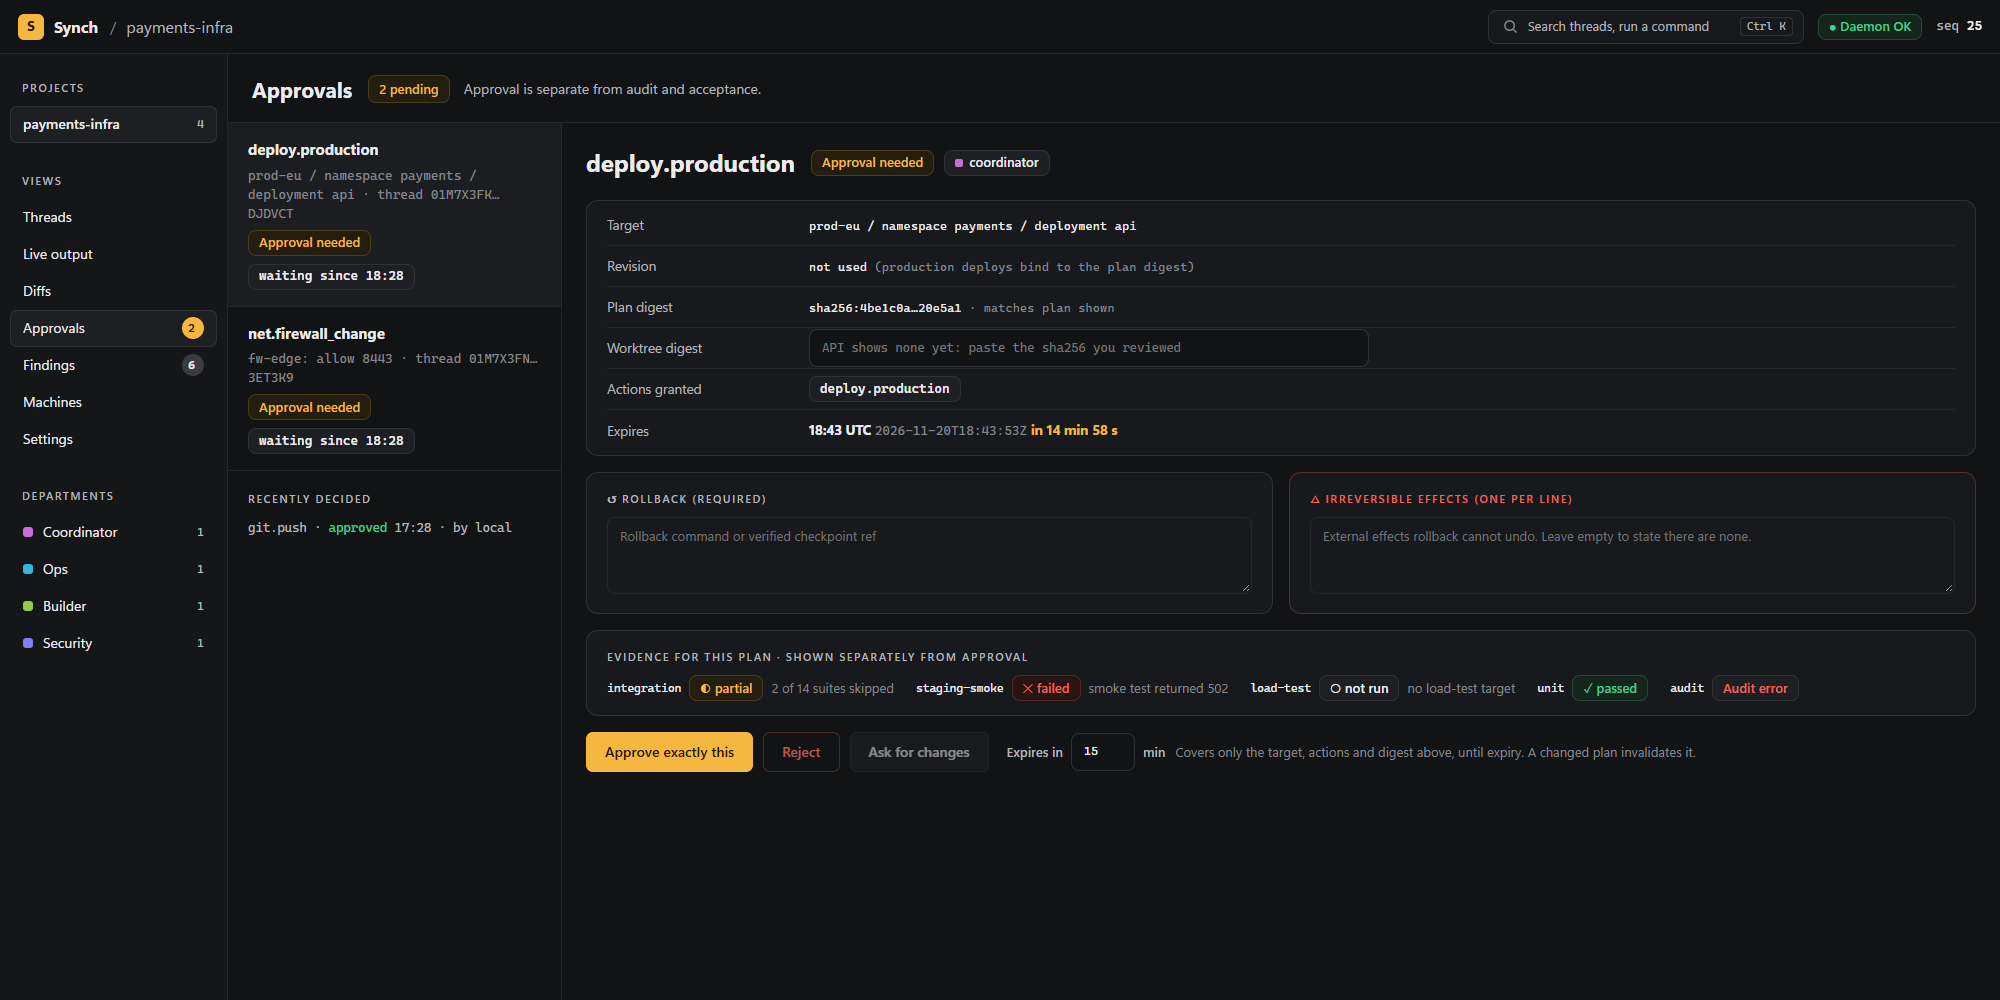 S Synch / payments-infra
Search threads, run a command Ctrl K
● Daemon OK
seq 25
PROJECTS
payments-infra 4
VIEWS
Threads
Live output
Diffs
Approvals 2
Findings 6
Machines
Settings
DEPARTMENTS
Coordinator 1
Ops 1
Builder 1
Security 1
Approvals 2 pending Approval is separate from audit and acceptance.
deploy.production
prod-eu / namespace payments /
deployment api · thread 01M7X3FK…
DJDVCT
Approval needed
waiting since 18:28
net.firewall_change
fw-edge: allow 8443 · thread 01M7X3FN…
3ET3K9
Approval needed
waiting since 18:28
RECENTLY DECIDED
git.push · approved 17:28 · by local
deploy.production Approval needed coordinator
Target prod-eu / namespace payments / deployment api
Revision not used (production deploys bind to the plan digest)
Plan digest sha256:4be1c0a…20e5a1 · matches plan shown
Worktree digest API shows none yet: paste the sha256 you reviewed
Actions granted deploy.production
Expires 18:43 UTC 2026-11-20T18:43:53Z in 14 min 58 s
↺ ROLLBACK (REQUIRED)
Rollback command or verified checkpoint ref
△ IRREVERSIBLE EFFECTS (ONE PER LINE)
External effects rollback cannot undo. Leave empty to state there are none.
EVIDENCE FOR THIS PLAN · SHOWN SEPARATELY FROM APPROVAL
integration ◐ partial 2 of 14 suites skipped staging-smoke ✕ failed smoke test returned 502 load-test ○ not run no load-test target unit ✓ passed audit Audit error
Approve exactly this Reject Ask for changes Expires in 15 min Covers only the target, actions and digest above, until expiry. A changed plan invalidates it.